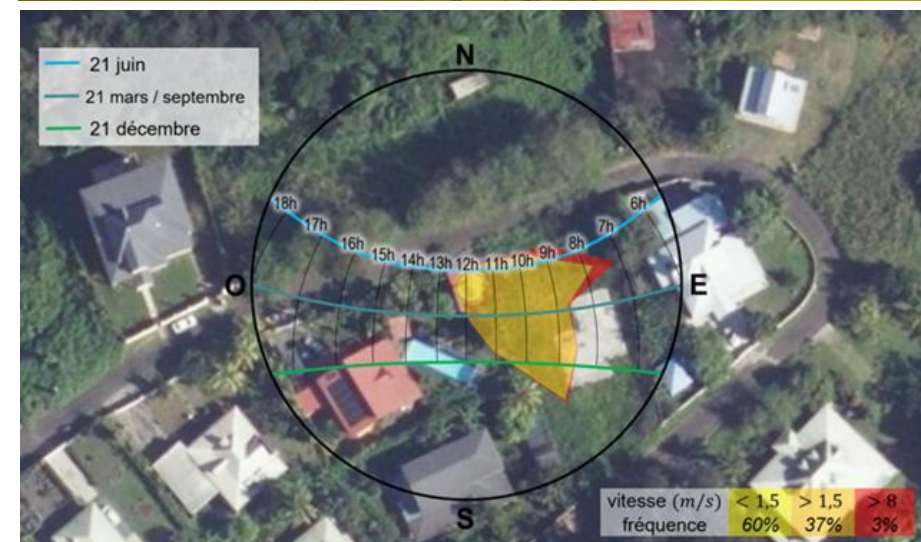 N
21 juin
21 mars / septembre
21 décembre
18h
17h
16h
15h
14h
13h
12h
11h
10h
9h
8h
7h
6h
O
E
S
vitesse (m/s) < 1,5 > 1,5 > 8
fréquence 60% 37% 3%